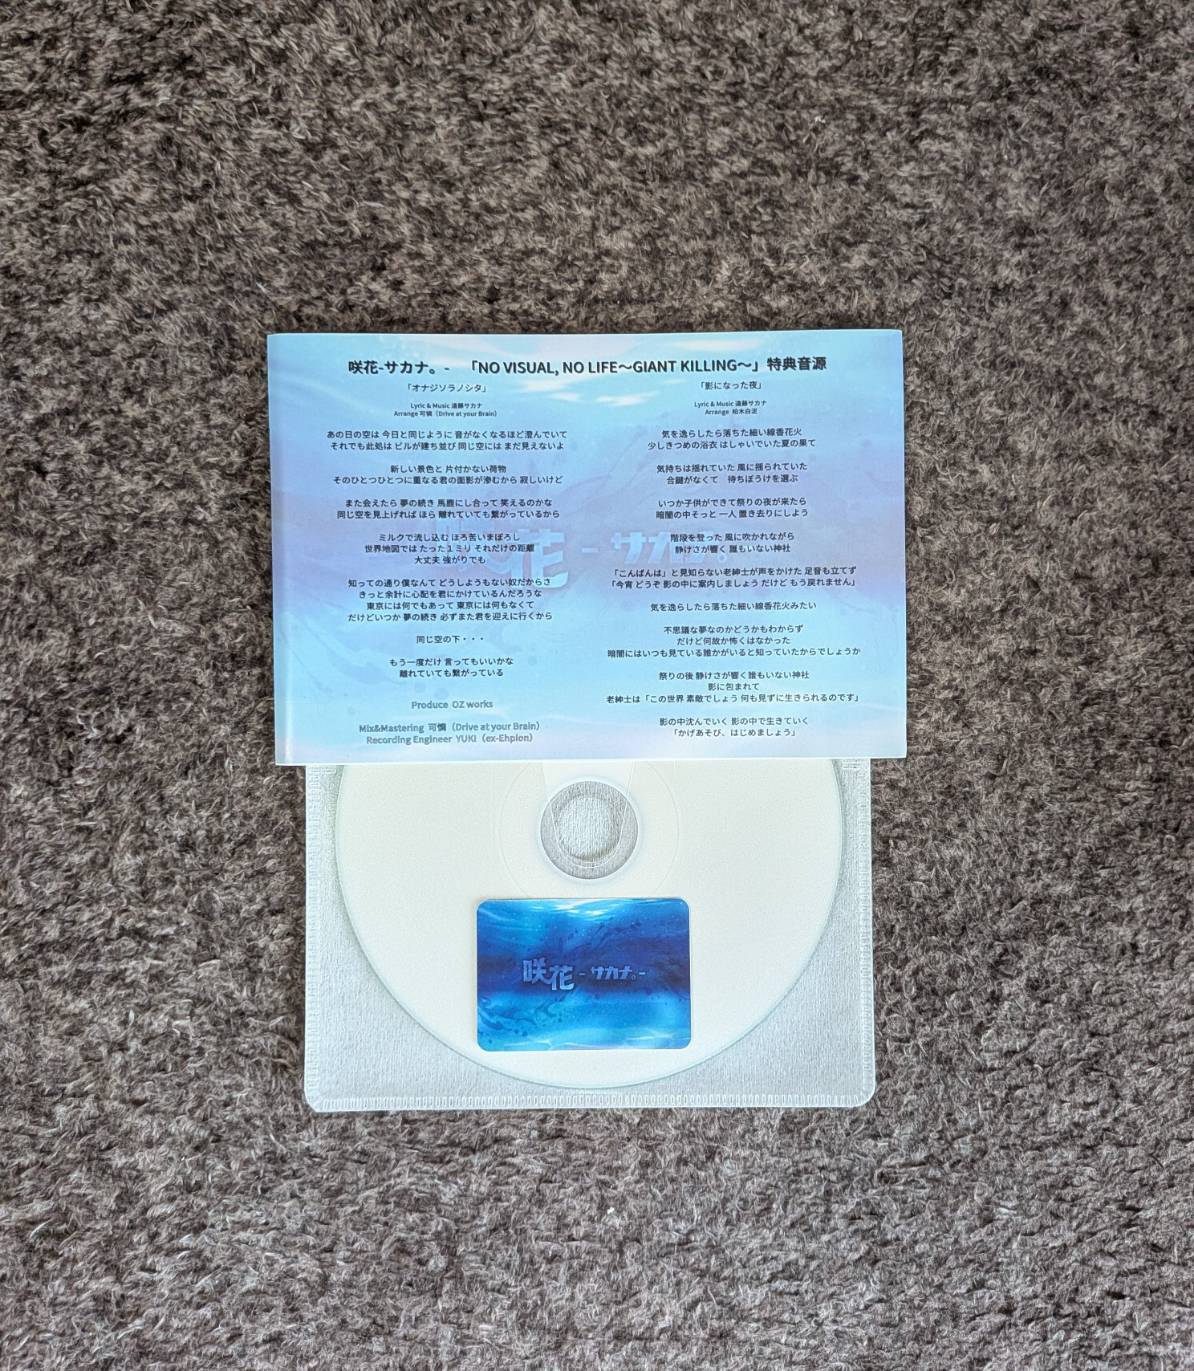 咲花-サカナ。- 「NO VISUAL, NO LIFE～GIANT KILLING～」特典音源
「オナジソラノシタ」
Lyric & Music 遠藤サカナ
Arrange 可愼（Drive at your Brain）
あの日の空は 今日と同じように 音がなくなるほど澄んでいて
それでも此処は ビルが建ち並び 同じ空には まだ見えないよ
新しい景色と 片付かない荷物
そのひとつひとつに重なる君の面影が滲むから 寂しいけど
また会えたら 夢の続き 馬鹿にし合って 笑えるのかな
同じ空を見上げれば ほら 離れていても繋がっているから
ミルクで流し込む ほろ苦いまぼろし
世界地図では たった１ミリ それだけの距離
大丈夫 強がりでも
知っての通り僕なんて どうしようもない奴だからさ
きっと余計に心配を君にかけているんだろうな
東京には何でもあって 東京には何もなくて
だけどいつか 夢の続き 必ずまた君を迎えに行くから
同じ空の下・・・
もう一度だけ 言ってもいいかな
離れていても繋がっている
Produce OZ works
Mix&Mastering 可愼（Drive at your Brain）
Recording Engineer YUKI（ex-Ehpion）
「影になった夜」
Lyric & Music 遠藤サカナ
Arrange 柏木白泥
気を逸らしたら落ちた細い線香花火
少しきつめの浴衣 はしゃいでいた夏の果て
気持ちは揺れていた 風に揺られていた
合鍵がなくて 待ちぼうけを選ぶ
いつか子供ができて祭りの夜が来たら
暗闇の中そっと 一人 置き去りにしよう
階段を登った 風に吹かれながら
静けさが響く 誰もいない神社
「こんばんは」と見知らない老紳士が声をかけた 足音も立てず
「今宵 どうぞ 影の中に案内しましょう だけど もう戻れません」
気を逸らしたら落ちた細い線香花火みたい
不思議な夢なのかどうかもわからず
だけど何故か怖くはなかった
暗闇にはいつも見ている誰かがいると知っていたからでしょうか
祭りの後 静けさが響く誰もいない神社
影に包まれて
老紳士は「この世界 素敵でしょう 何も見ずに生きられるのです」
影の中沈んでいく 影の中で生きていく
「かげあそび、はじめましょう」
花 - サカナ。
咲花 - サカナ。-